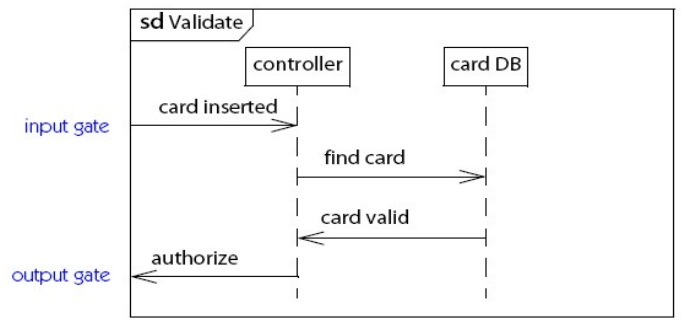 sd Validate
controller
card DB
card inserted
input gate
find card
card valid
authorize
output gate